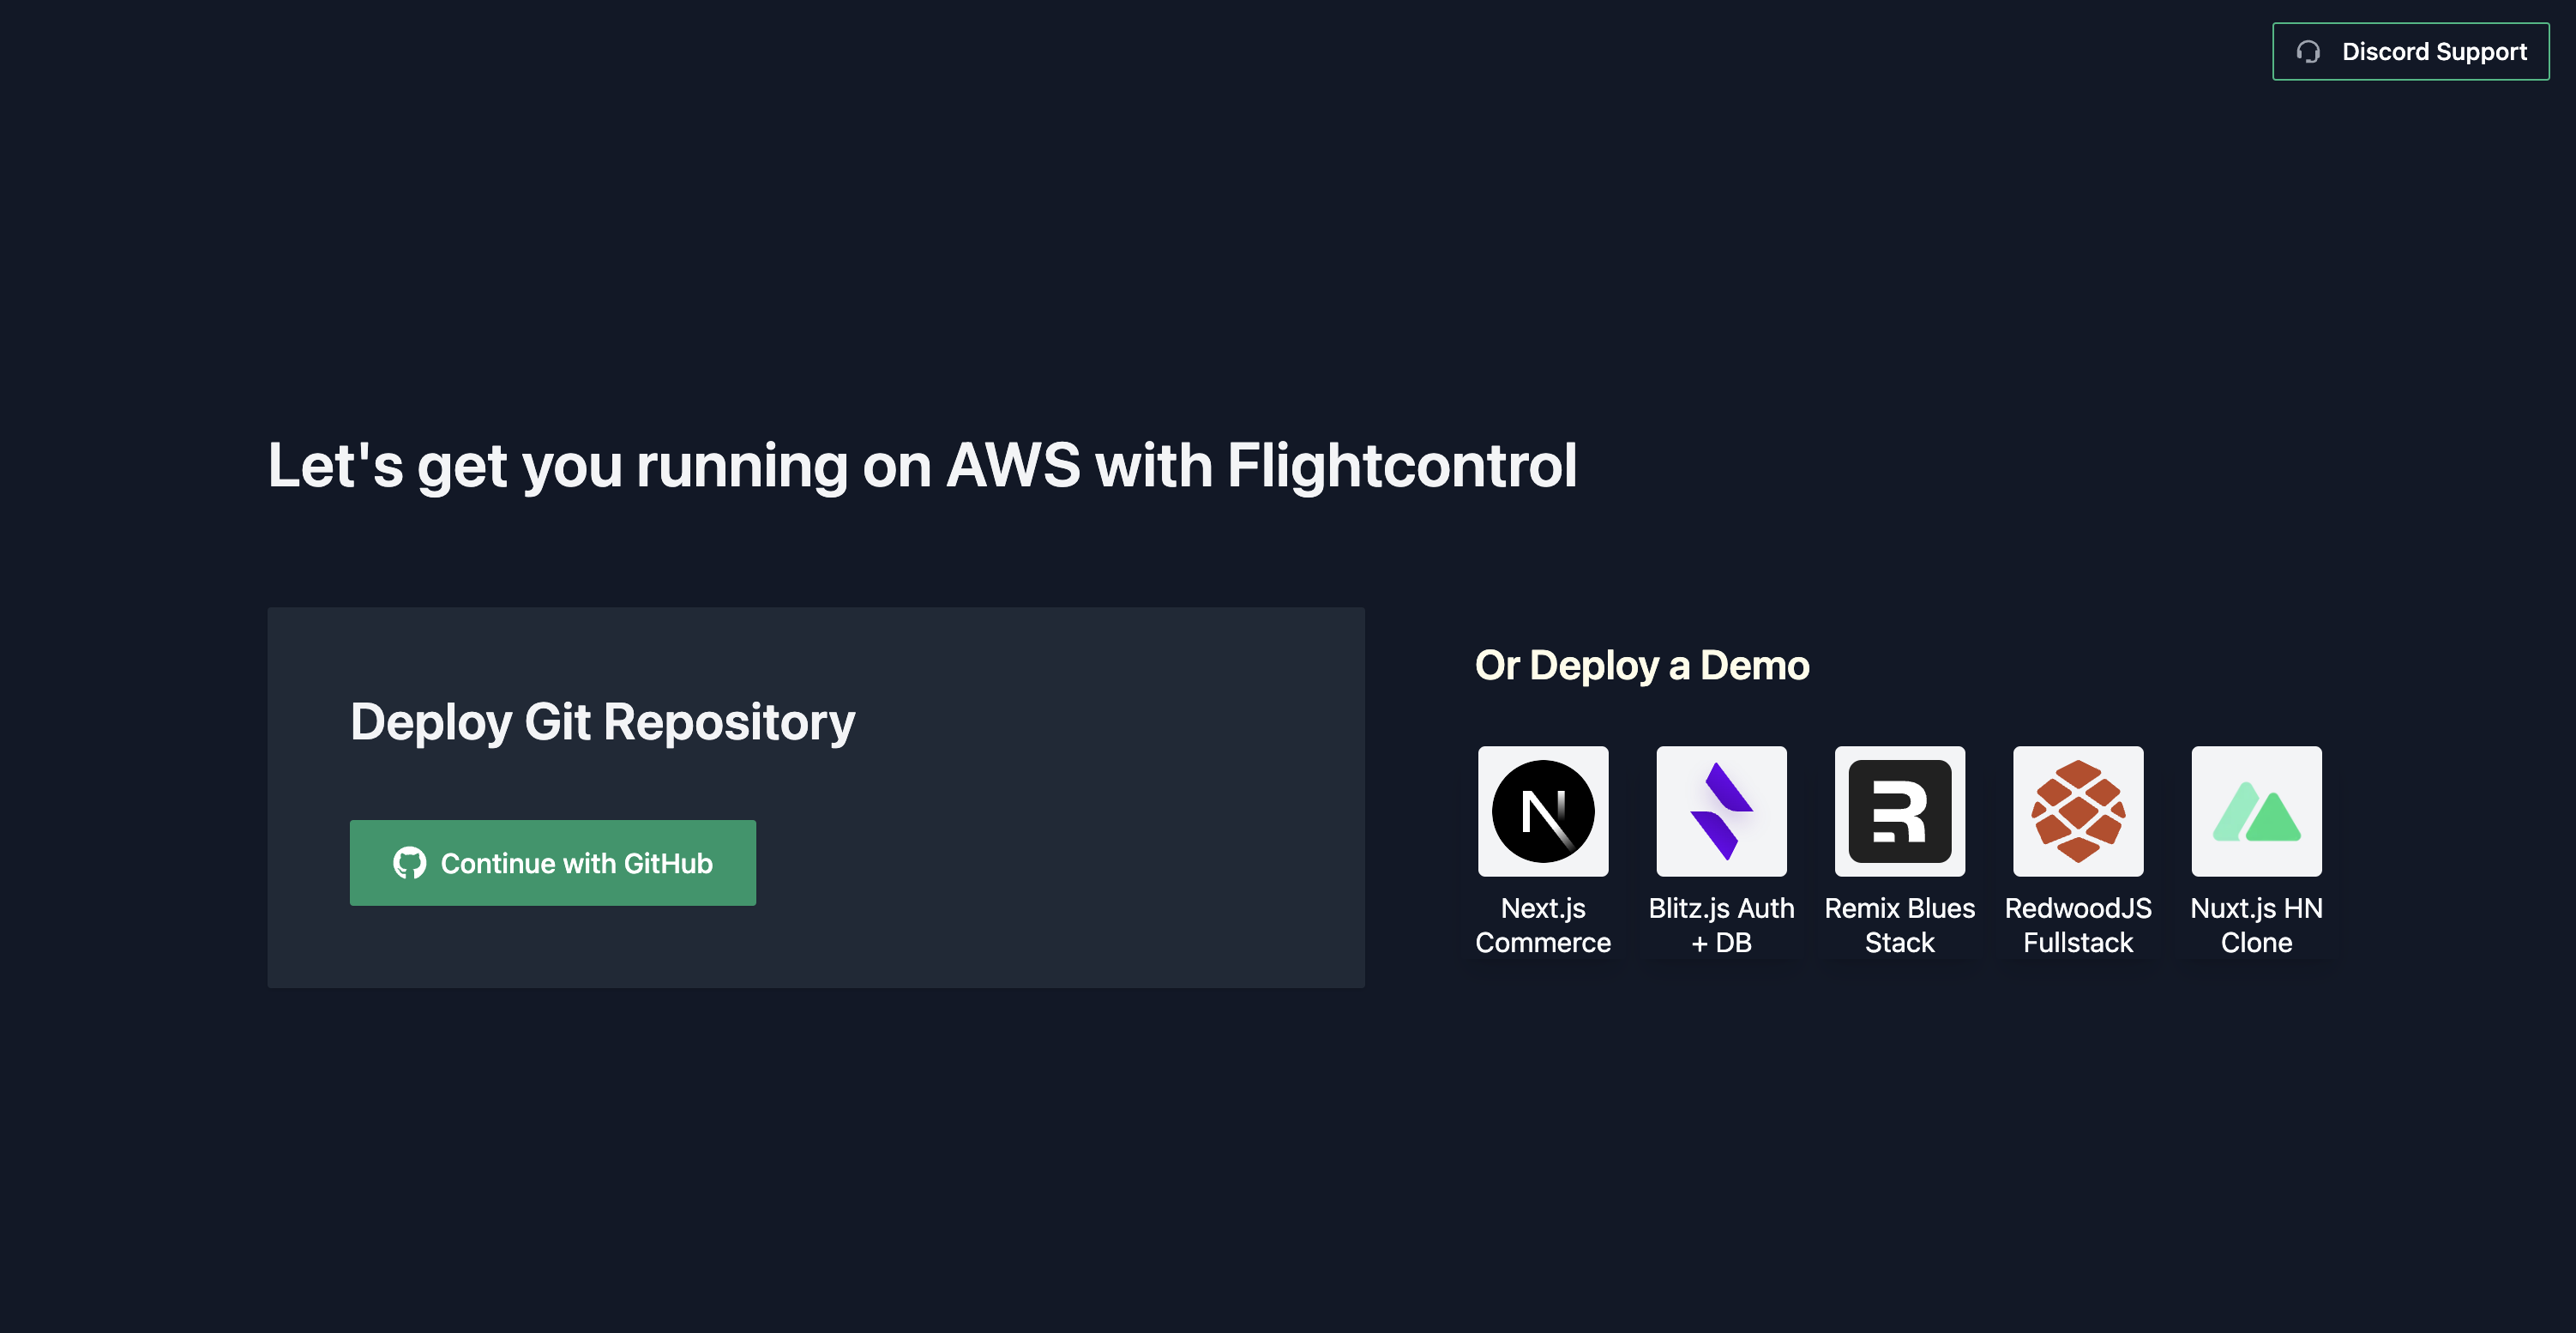 Discord Support
Let's get you running on AWS with Flightcontrol
Deploy Git Repository
Continue with GitHub
Or Deploy a Demo
Next.js
Commerce
Blitz.js Auth
+ DB
Remix Blues
Stack
RedwoodJS
Fullstack
Nuxt.js HN
Clone